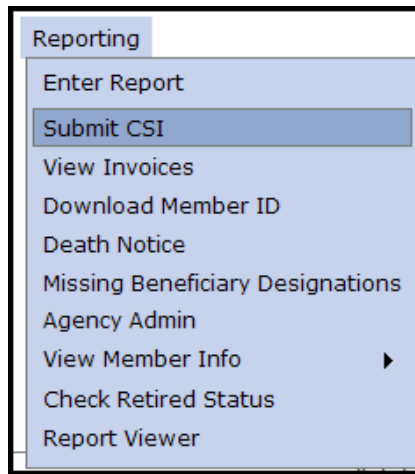 Reporting
Enter Report
Submit CSI
View Invoices
Download Member ID
Death Notice
Missing Beneficiary Designations
Agency Admin
View Member Info
Check Retired Status
Report Viewer